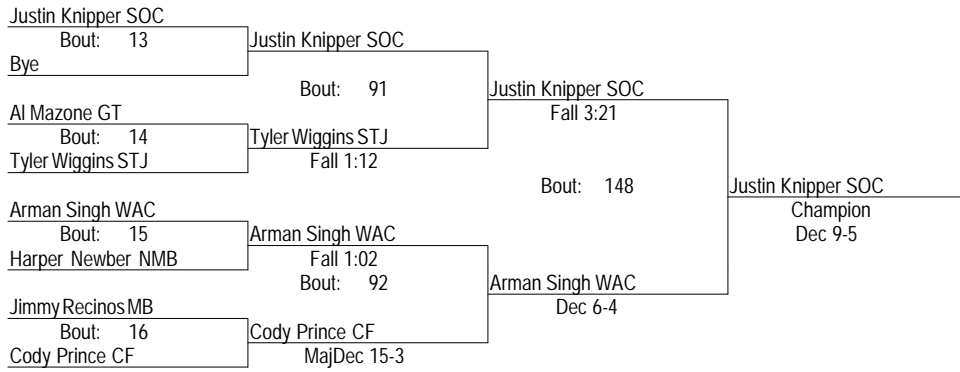 Justin Knipper SOC
Bout: 13
Bye
Justin Knipper SOC
Bout: 91
Al Mazone GT
Bout: 14
Tyler Wiggins STJ
Tyler Wiggins STJ
Fall 1:12
Justin Knipper SOC
Fall 3:21
Bout: 148
Arman Singh WAC
Bout: 15
Harper Newber NMB
Arman Singh WAC
Fall 1:02
Bout: 92
Jimmy Recinos MB
Bout: 16
Cody Prince CF
Cody Prince CF
MajDec 15-3
Arman Singh WAC
Dec 6-4
Justin Knipper SOC
Champion
Dec 9-5